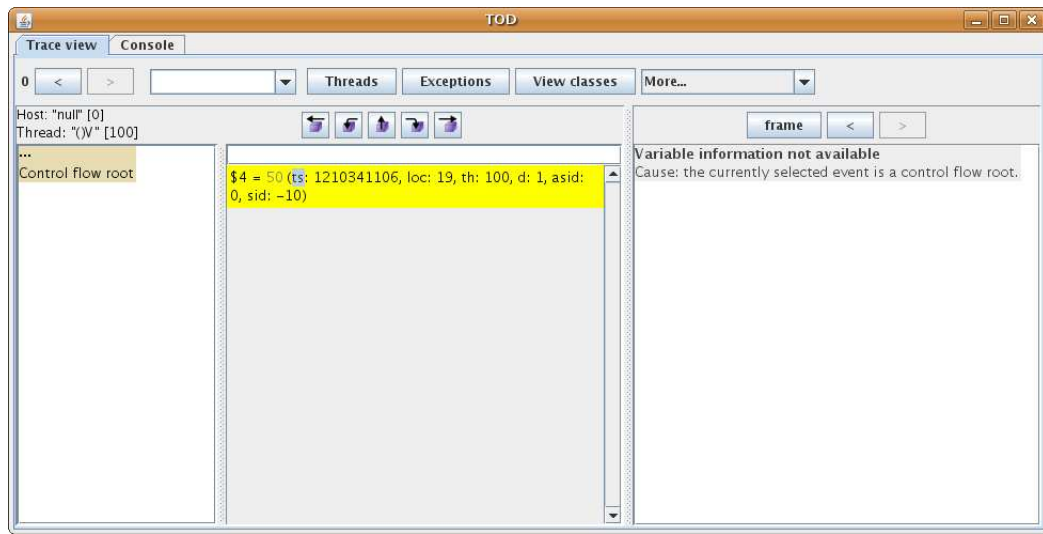 TOD
Trace view Console
0 < > Threads Exceptions View classes More...
Host: "null" [0]
Thread: "()V" [100]
frame < >
...
Control flow root
$4 = 50 (ts: 1210341106, loc: 19, th: 100, d: 1, asid:
0, sid: −10)
Variable information not available
Cause: the currently selected event is a control flow root.